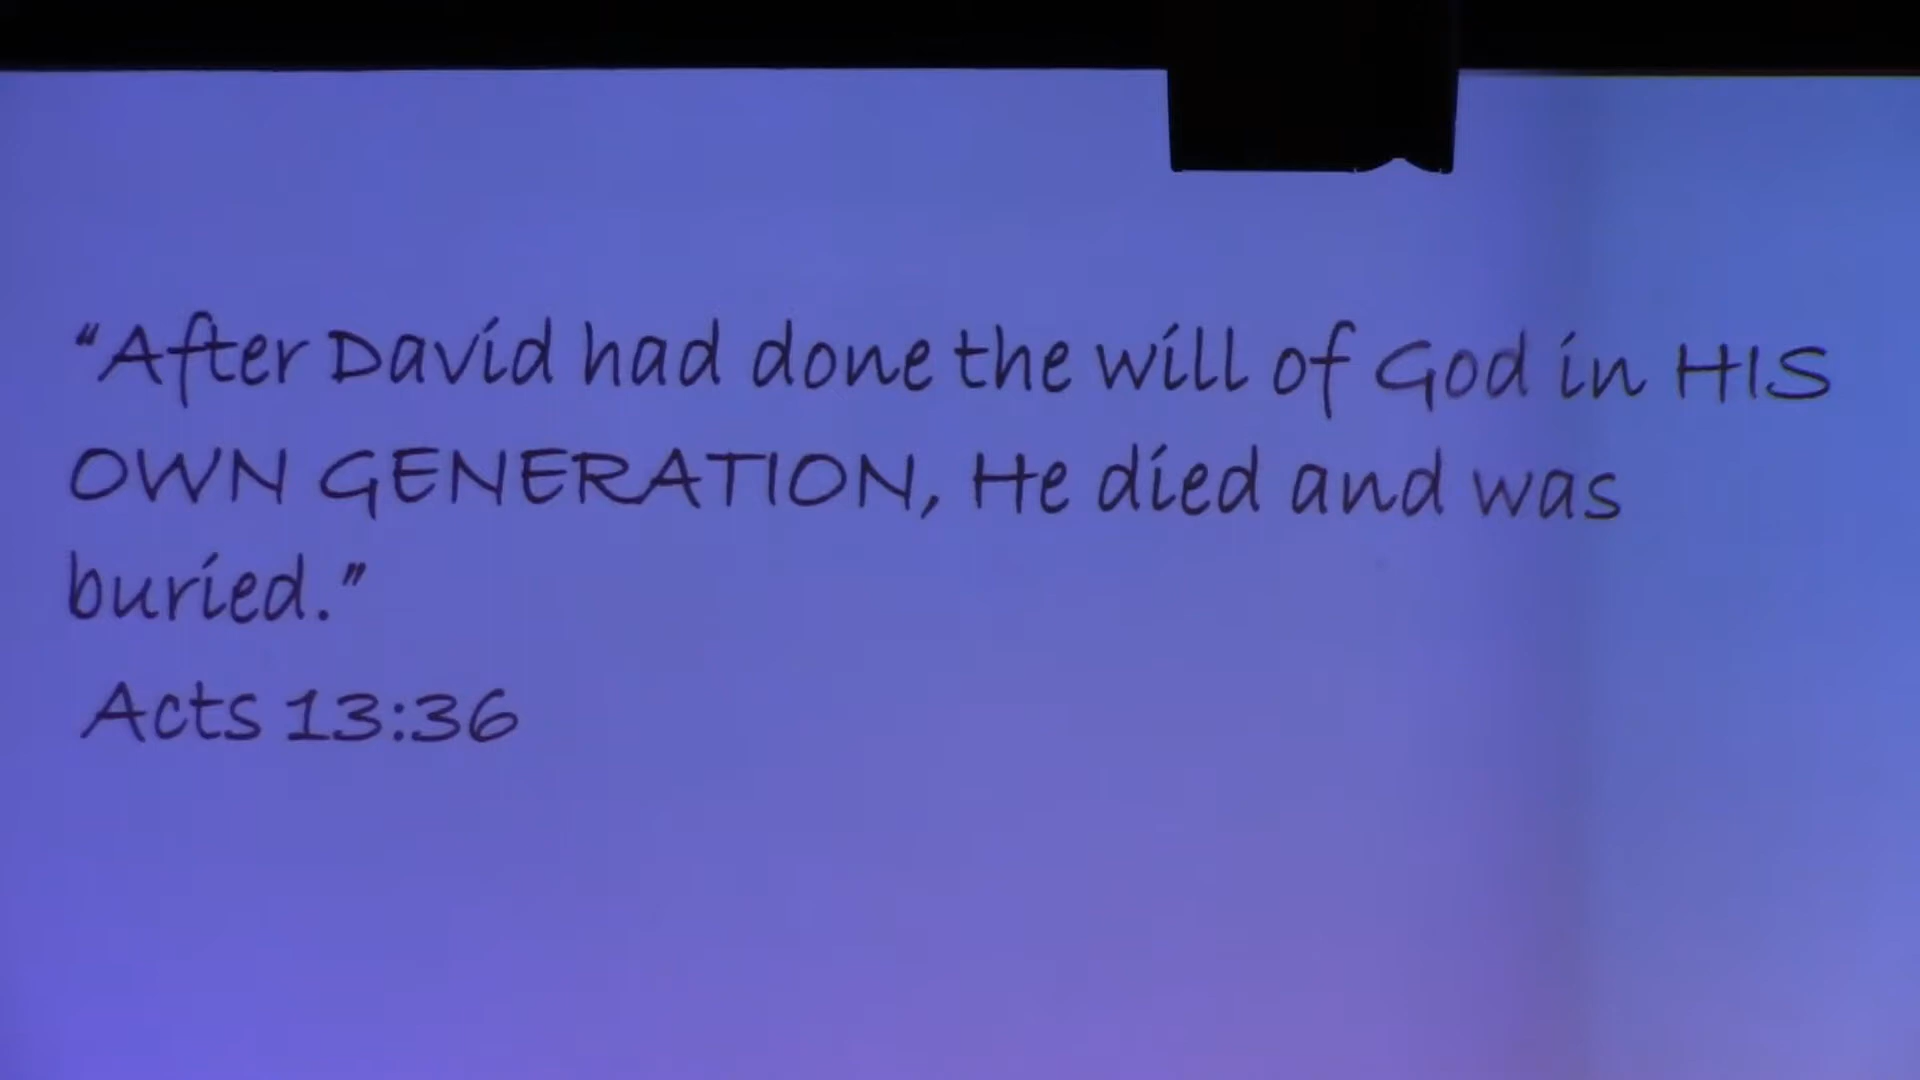 “After David had done the will of God in HIS
OWN GENERATION, He died and was
buried.”
Acts 13:36